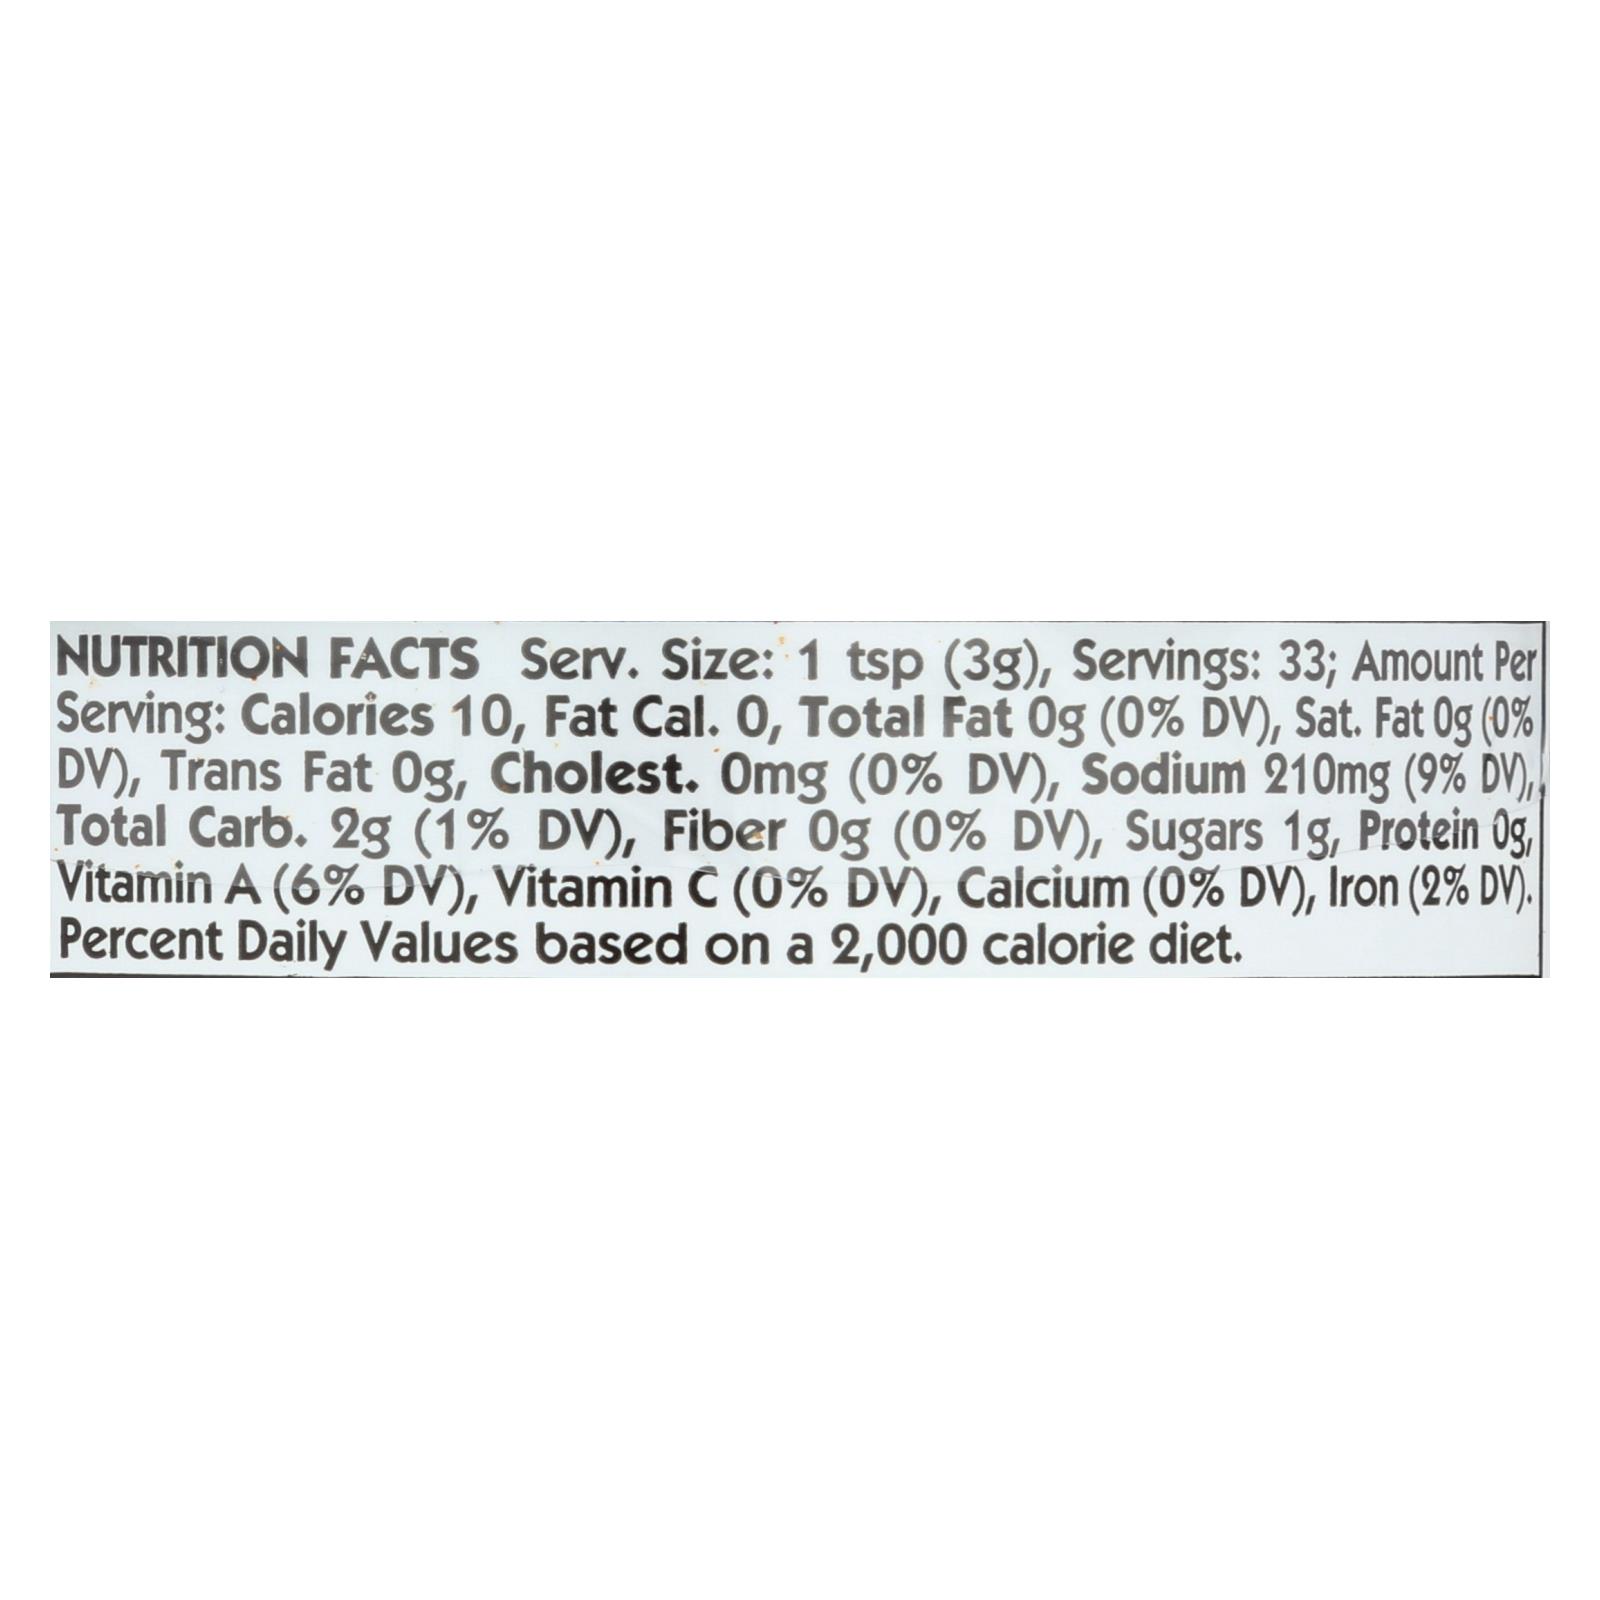 NUTRITION FACTS Serv. Size: 1 tsp (3g), Servings: 33; Amount Per
Serving: Calories 10, Fat Cal. 0, Total Fat 0g (0% DV), Sat. Fat 0g (0%
DV), Trans Fat 0g, Cholest. 0mg (0% DV), Sodium 210mg (9% DV),
Total Carb. 2g (1% DV), Fiber 0g (0% DV), Sugars 1g, Protein 0g,
Vitamin A (6% DV), Vitamin C (0% DV), Calcium (0% DV), Iron (2% DV).
Percent Daily Values based on a 2,000 calorie diet.